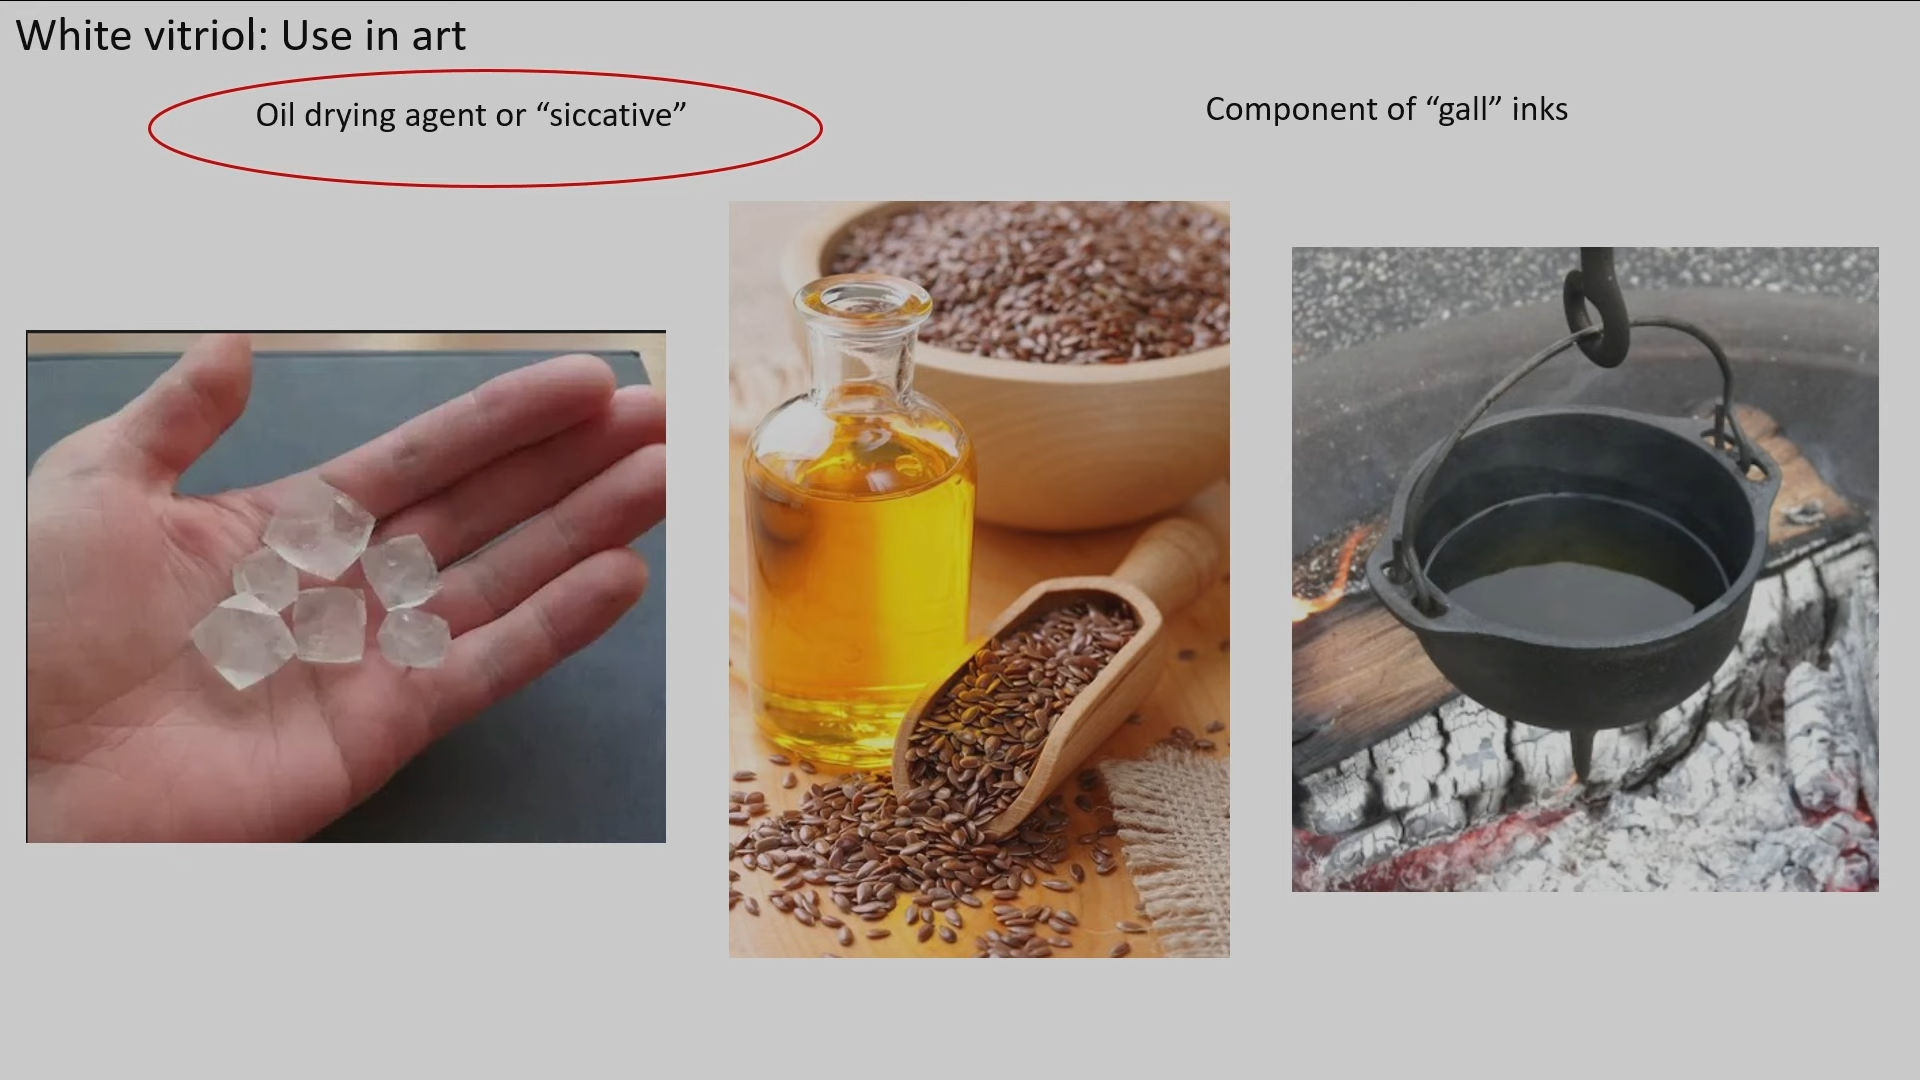 White vitriol: Use in art
Oil drying agent or “siccative”
Component of “gall” inks